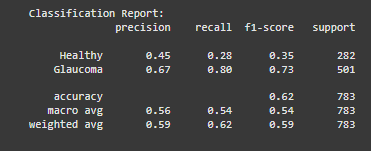 Classification Report:
precision recall f1-score support
Healthy 0.45 0.28 0.35 282
Glaucoma 0.67 0.80 0.73 501
accuracy 0.62 783
macro avg 0.56 0.54 0.54 783
weighted avg 0.59 0.62 0.59 783